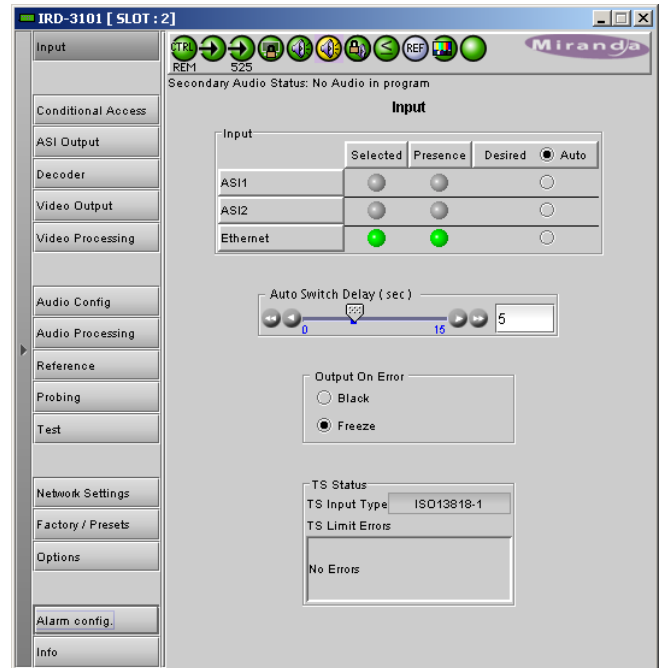 IRD-3101 [ SLOT : 2]
Input
CTRL
REF
Miranda
REM
525
Secondary Audio Status: No Audio in program
Input
Conditional Access
ASI Output
Decoder
Video Output
Video Processing
Audio Config
Audio Processing
Reference
Probing
Test
Network Settings
Factory / Presets
Options
Alarm config.
Info
Input
Selected Presence Desired Auto
ASI1
ASI2
Ethernet
Auto Switch Delay ( sec )
0 15 5
Output On Error
Black
Freeze
TS Status
TS Input Type ISO13818-1
TS Limit Errors
No Errors